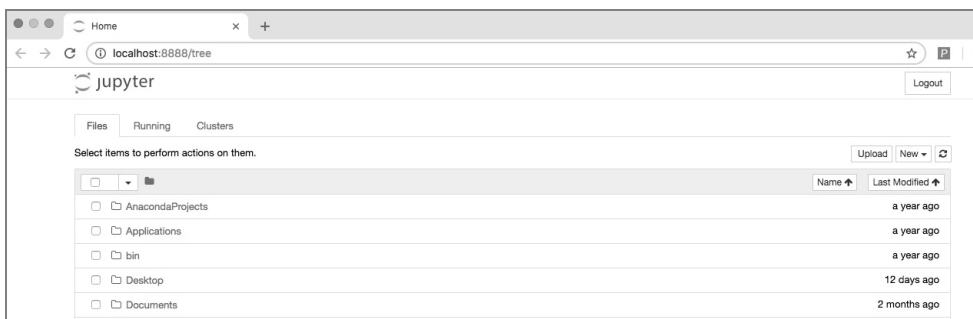 Home × +
localhost:8888/tree P
jupyter Logout
Files Running Clusters
Select items to perform actions on them. Upload New
Name Last Modified
AnacondaProjects a year ago
Applications a year ago
bin a year ago
Desktop 12 days ago
Documents 2 months ago